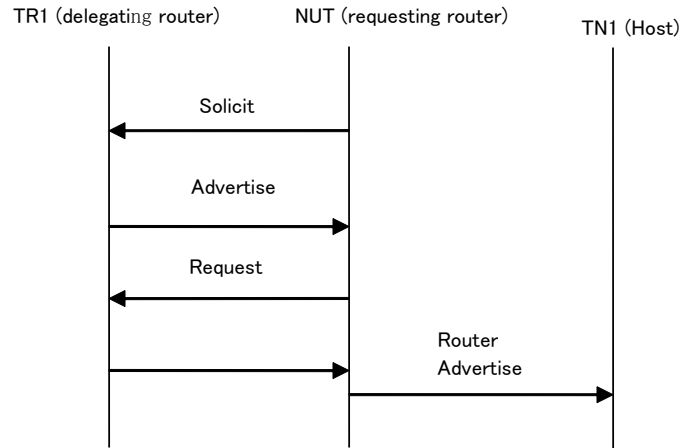 TR1 (delegating router)
NUT (requesting router)
TN1 (Host)
Solicit
Advertise
Request
Router
Advertise